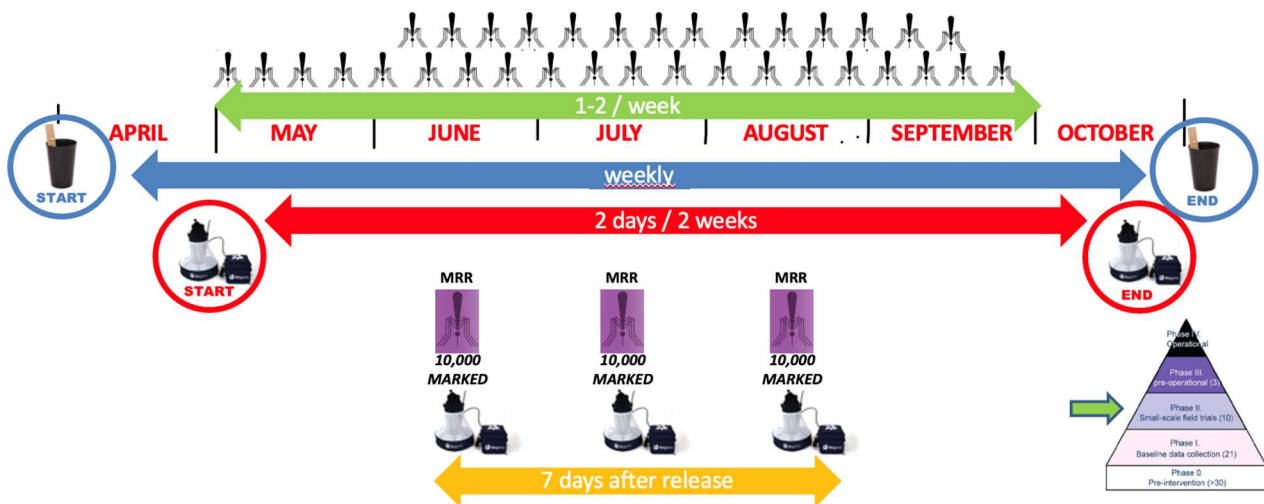 1-2 / week
APRIL MAY JUNE JULY AUGUST SEPTEMBER OCTOBER
START
weekly
END
2 days / 2 weeks
START
END
MRR MRR MRR
10,000 10,000 10,000
MARKED MARKED MARKED
7 days after release
Phase IV.
Operational
Phase III.
pre-operational (3)
Phase II.
Small-scale field trials (10)
Phase I.
Baseline data collection (21)
Phase 0.
Pre-intervention (>30)